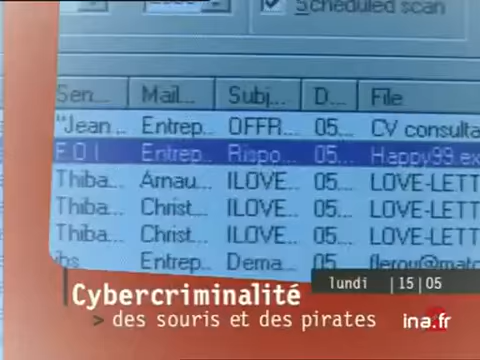 Scheduled scan
Sen... Mail... Subj... D... File
"Jean... Entrep.. OFFR... 05... CV consulta
F O I Entrep.. Rispo... 05... Happy99.ex
Thiba... Arnau... ILOVE... 05... LOVE-LETT
Thiba... Christ... ILOVE... 05... LOVE-LETT
Thiba... Christ... ILOVE... 05... LOVE-LETT
ibs Entrep.. Dema... 05...
Cybercriminalité
lundi | 15 | 05
> des souris et des pirates
ina.fr